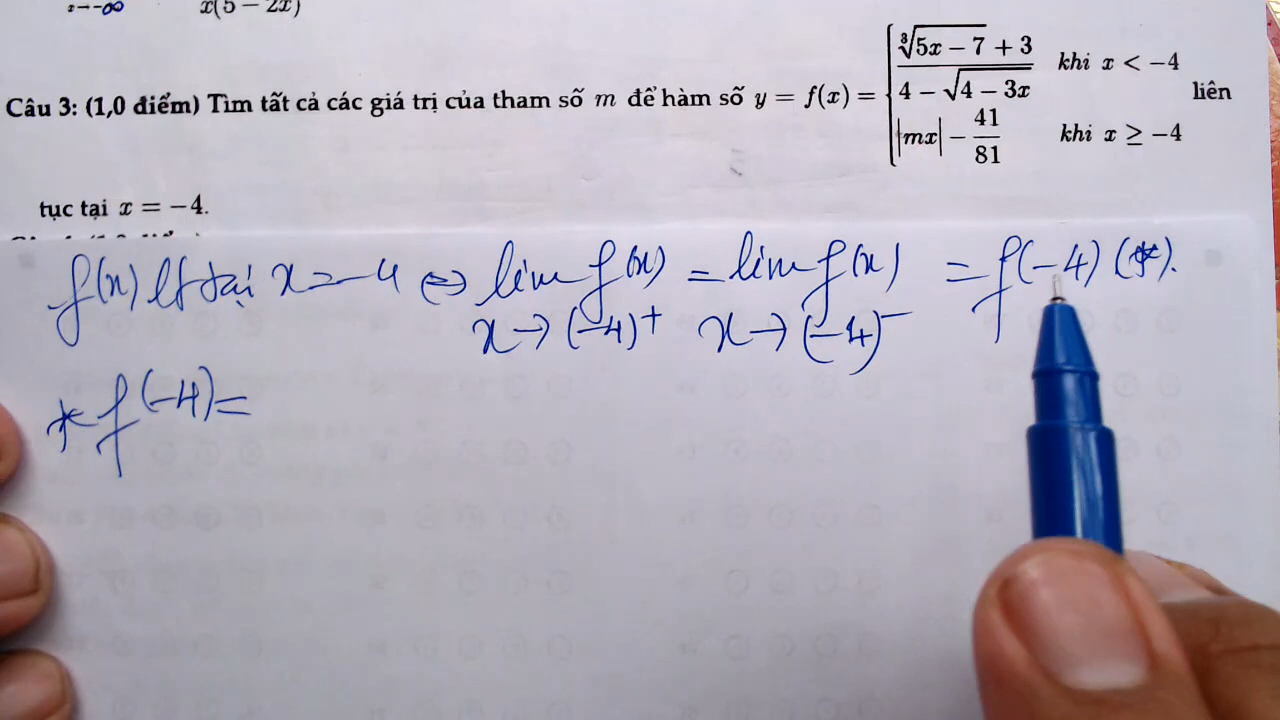 x→-∞ x(5 − 2x)
Câu 3: (1,0 điểm) Tìm tất cả các giá trị của tham số m để hàm số y = f(x) = { (∛(5x − 7) + 3)/(4 − √(4 − 3x)) khi x < −4
|mx| − 41/81 khi x ≥ −4 liên
tục tại x = −4.
f(x) lt tại x = −4 ⇔ lim f(x) = lim f(x) = f(−4) (*).
x → (−4)⁺ x → (−4)⁻
* f(−4) =